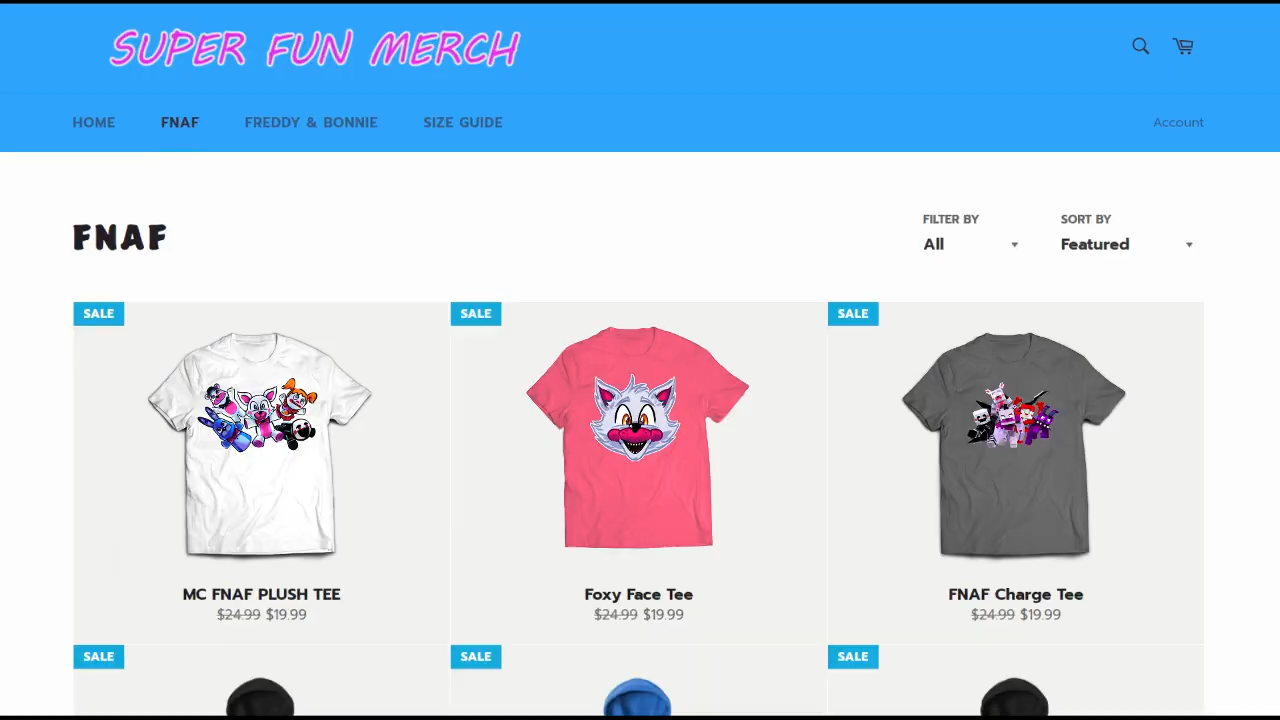 SUPER FUN MERCH
HOME FNAF FREDDY & BONNIE SIZE GUIDE Account
FNAF
FILTER BY SORT BY
All Featured
SALE SALE SALE
MC FNAF PLUSH TEE Foxy Face Tee FNAF Charge Tee
$24.99 $19.99 $24.99 $19.99 $24.99 $19.99
SALE SALE SALE